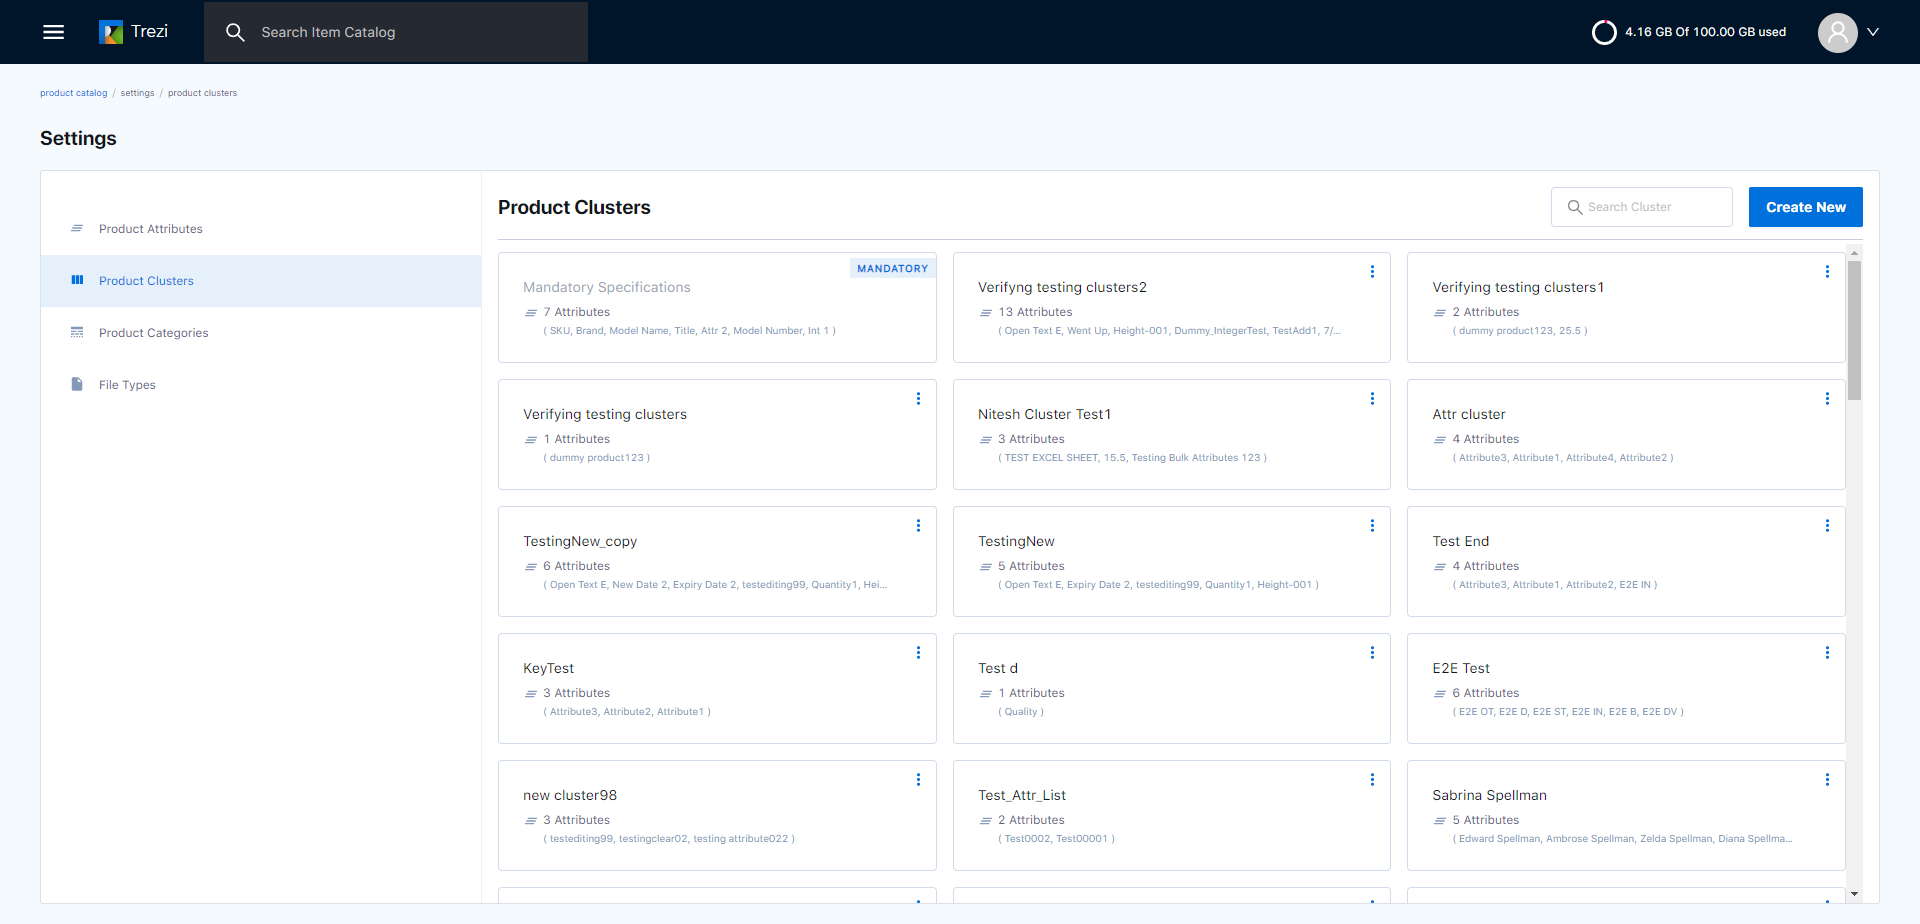 Trezi
Search Item Catalog
4.16 GB Of 100.00 GB used
product catalog / settings / product clusters
Settings
Product Attributes
Product Clusters
Product Categories
File Types
Product Clusters
Search Cluster
Create New
MANDATORY
Mandatory Specifications
7 Attributes
( SKU, Brand, Model Name, Title, Attr 2, Model Number, Int 1 )
Verifyng testing clusters2
13 Attributes
( Open Text E, Went Up, Height-001, Dummy_IntegerTest, TestAdd1, 7/...
Verifying testing clusters1
2 Attributes
( dummy product123, 25.5 )
Verifying testing clusters
1 Attributes
( dummy product123 )
Nitesh Cluster Test1
3 Attributes
( TEST EXCEL SHEET, 15.5, Testing Bulk Attributes 123 )
Attr cluster
4 Attributes
( Attribute3, Attribute1, Attribute4, Attribute2 )
TestingNew_copy
6 Attributes
( Open Text E, New Date 2, Expiry Date 2, testediting99, Quantity1, Hei...
TestingNew
5 Attributes
( Open Text E, Expiry Date 2, testediting99, Quantity1, Height-001 )
Test End
4 Attributes
( Attribute3, Attribute1, Attribute2, E2E IN )
KeyTest
3 Attributes
( Attribute3, Attribute2, Attribute1 )
Test d
1 Attributes
( Quality )
E2E Test
6 Attributes
( E2E OT, E2E D, E2E ST, E2E IN, E2E B, E2E DV )
new cluster98
3 Attributes
( testediting99, testingclear02, testing attribute022 )
Test_Attr_List
2 Attributes
( Test0002, Test00001 )
Sabrina Spellman
5 Attributes
( Edward Spellman, Ambrose Spellman, Zelda Spellman, Diana Spellma...